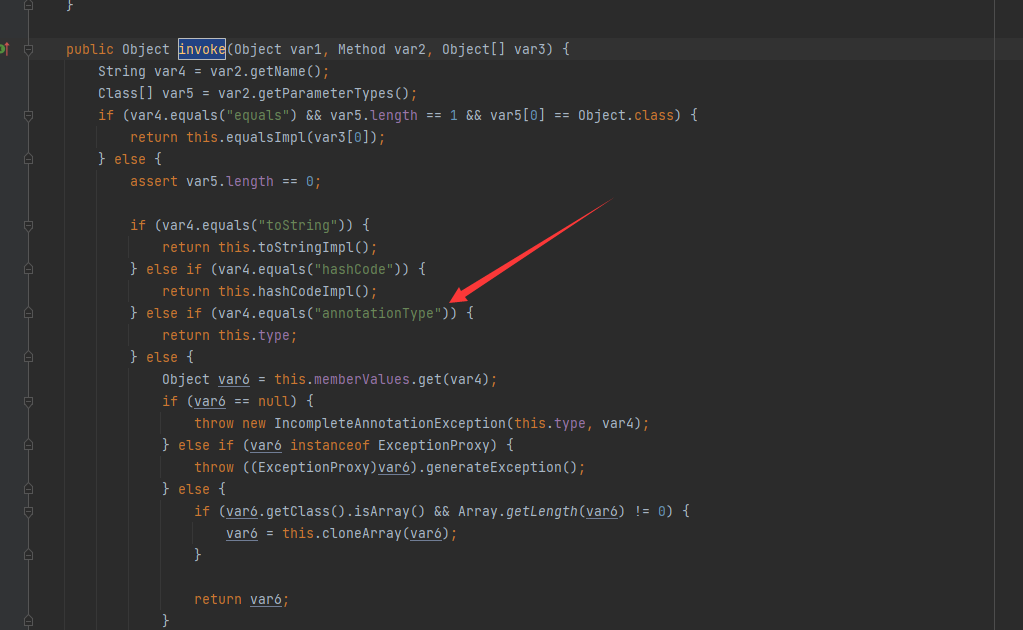 }
public Object invoke(Object var1, Method var2, Object[] var3) {
String var4 = var2.getName();
Class[] var5 = var2.getParameterTypes();
if (var4.equals("equals") && var5.length == 1 && var5[0] == Object.class) {
return this.equalsImpl(var3[0]);
} else {
assert var5.length == 0;
if (var4.equals("toString")) {
return this.toStringImpl();
} else if (var4.equals("hashCode")) {
return this.hashCodeImpl();
} else if (var4.equals("annotationType")) {
return this.type;
} else {
Object var6 = this.memberValues.get(var4);
if (var6 == null) {
throw new IncompleteAnnotationException(this.type, var4);
} else if (var6 instanceof ExceptionProxy) {
throw ((ExceptionProxy)var6).generateException();
} else {
if (var6.getClass().isArray() && Array.getLength(var6) != 0) {
var6 = this.cloneArray(var6);
}
return var6;
}